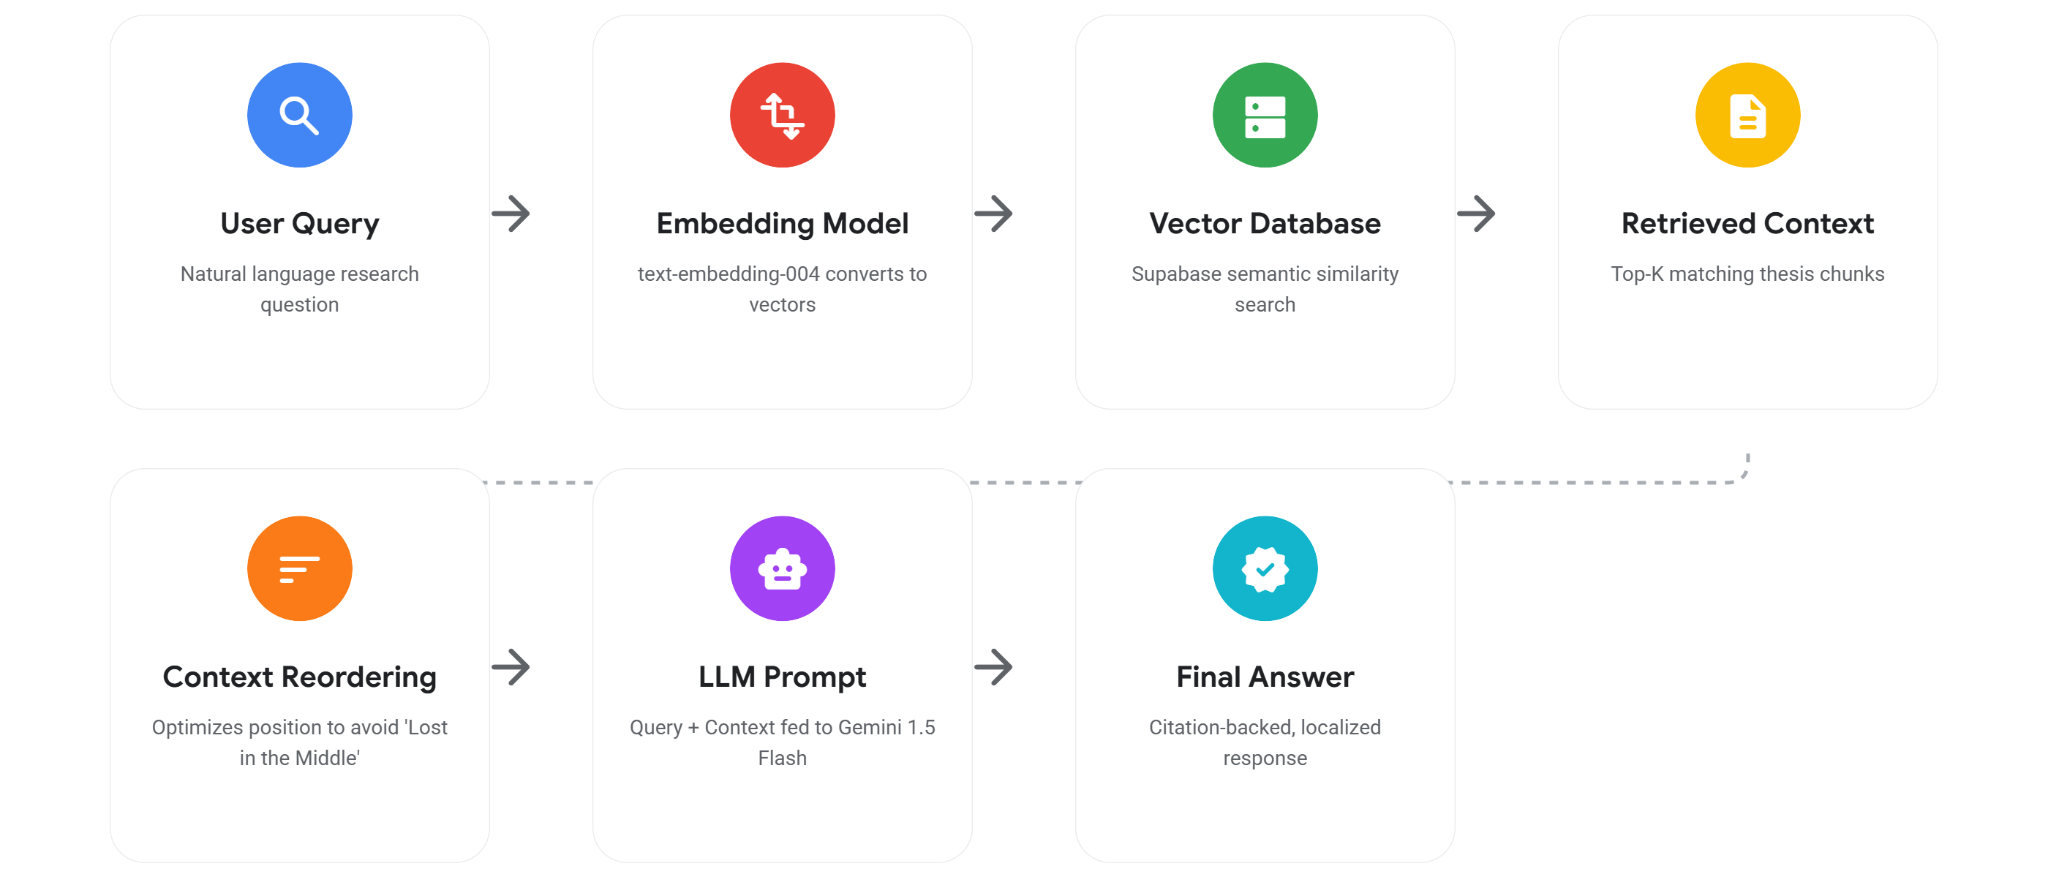 User Query
Natural language research
question
Embedding Model
text-embedding-004 converts to
vectors
Vector Database
Supabase semantic similarity
search
Retrieved Context
Top-K matching thesis chunks
Context Reordering
Optimizes position to avoid 'Lost
in the Middle'
LLM Prompt
Query + Context fed to Gemini 1.5
Flash
Final Answer
Citation-backed, localized
response